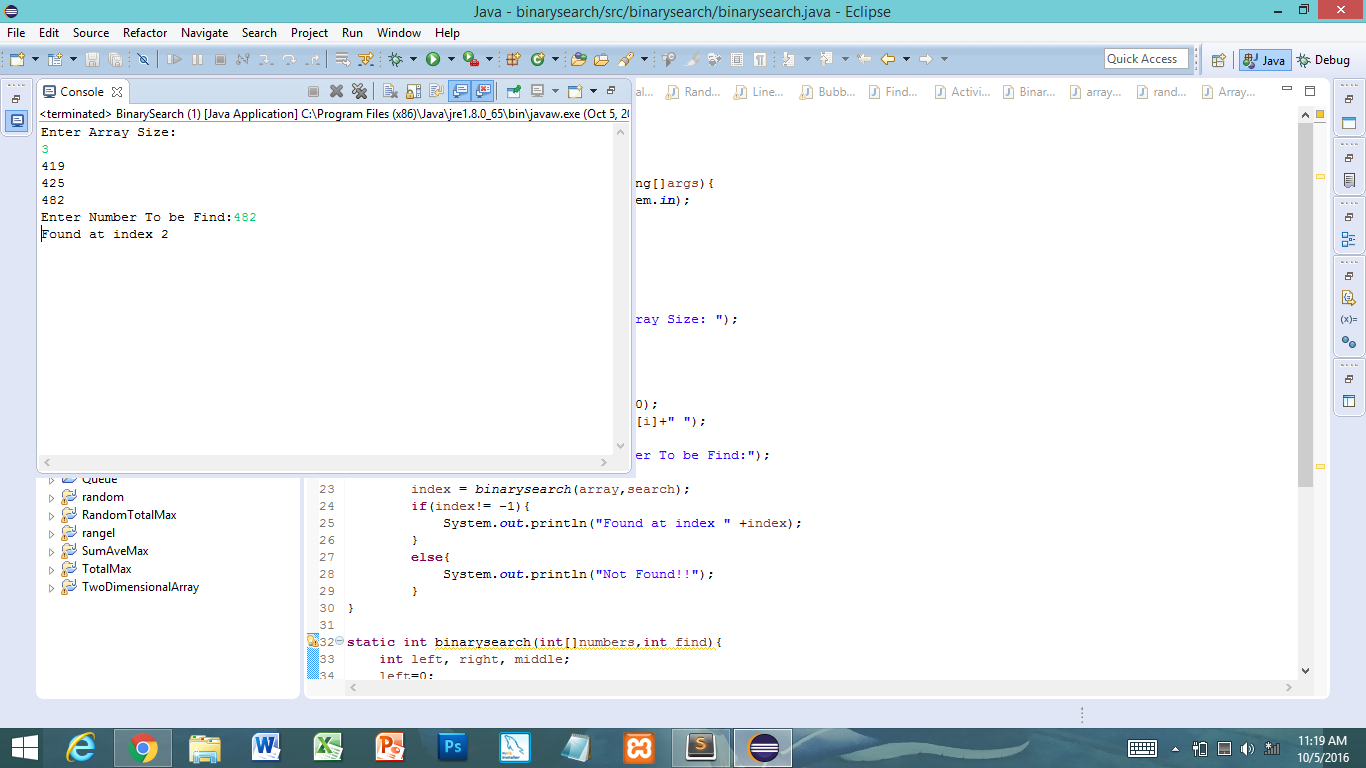 Java - binarysearch/src/binarysearch/binarysearch.java - Eclipse
File Edit Source Refactor Navigate Search Project Run Window Help
Quick Access
Java
Debug
Console
<terminated> BinarySearch (1) [Java Application] C:\Program Files (x86)\Java\jre1.8.0_65\bin\javaw.exe (Oct 5, 20
Enter Array Size:
3
419
425
482
Enter Number To be Find:482
Found at index 2
al... Rand... Line... Bubb... Find... Activi... Binar... array... rand... Array...
ng[]args){
em.in);
ray Size: ");
0);
[i]+" ");
er To be Find:");
23 index = binarysearch(array,search);
24 if(index!= -1){
25 System.out.println("Found at index " +index);
26 }
27 else{
28 System.out.println("Not Found!!");
29 }
30 }
31
32 static int binarysearch(int[]numbers,int find){
33 int left, right, middle;
34 left=0;
Queue
random
RandomTotalMax
rangel
SumAveMax
TotalMax
TwoDimensionalArray
(x)=
11:19 AM
10/5/2016